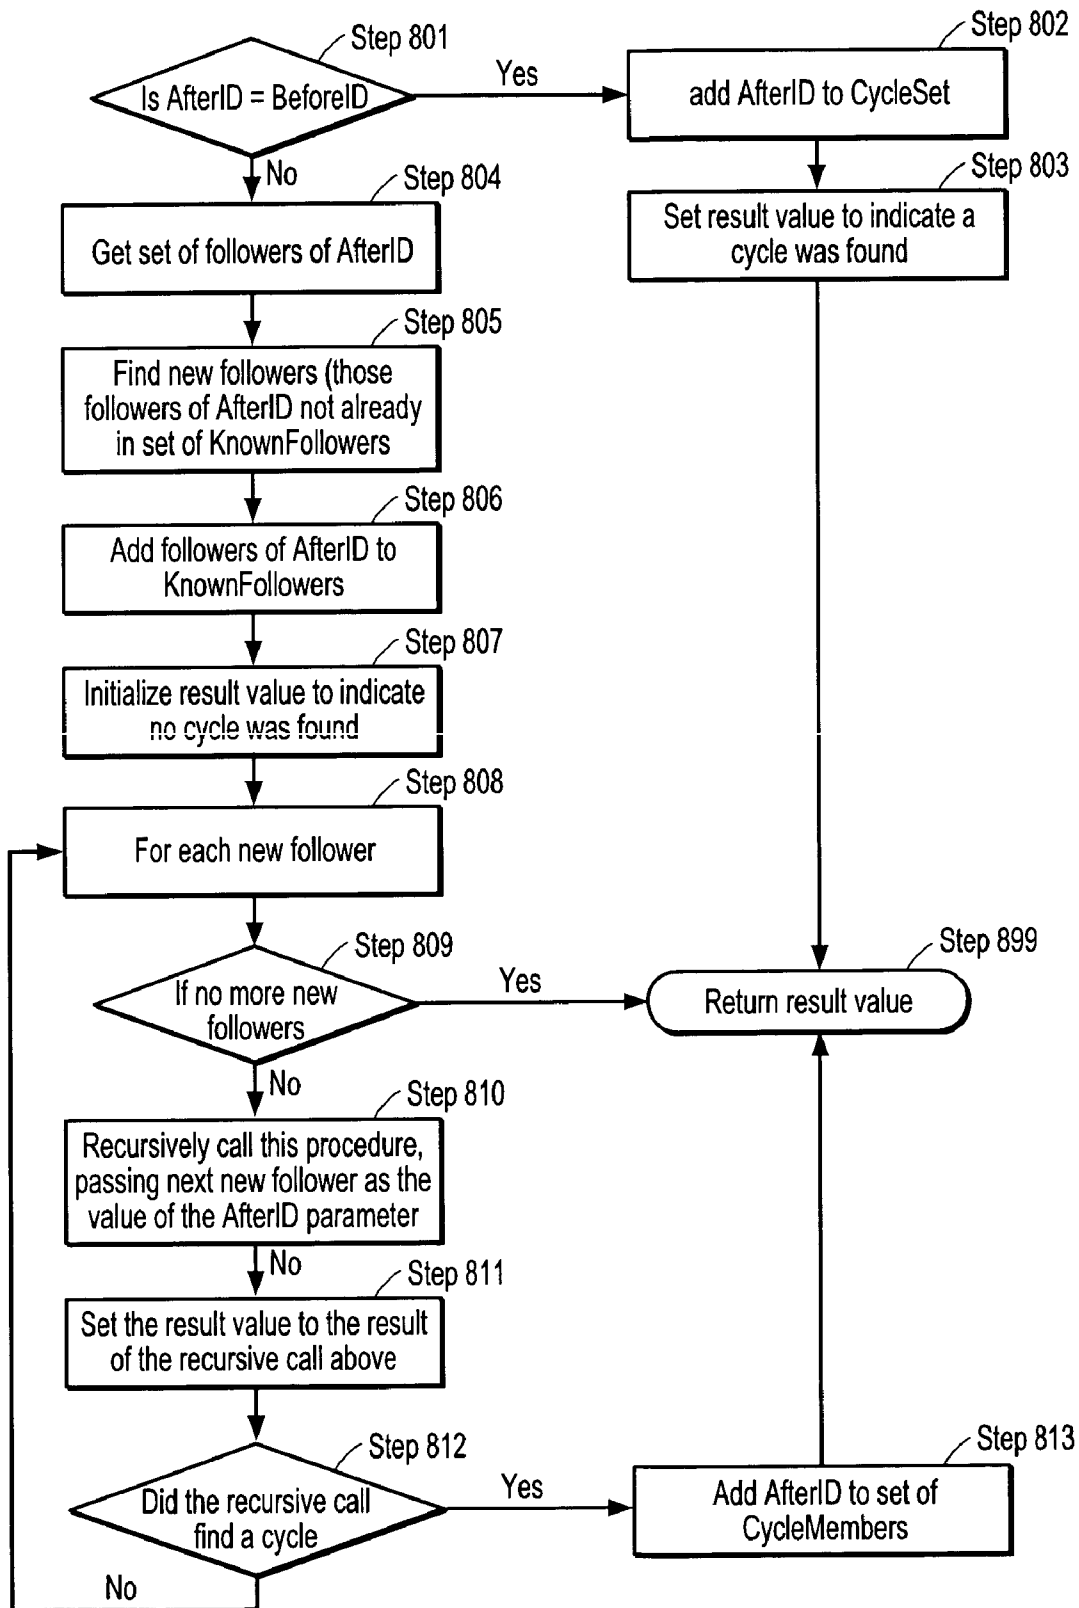 Step 801
Is AfterID = BeforeID
Yes
Step 802
add AfterID to CycleSet
No
Step 803
Set result value to indicate a
cycle was found
Step 804
Get set of followers of AfterID
Step 805
Find new followers (those
followers of AfterID not already
in set of KnownFollowers
Step 806
Add followers of AfterID to
KnownFollowers
Step 807
Initialize result value to indicate
no cycle was found
Step 808
For each new follower
Step 809
If no more new
followers
Yes
Step 899
Return result value
No
Step 810
Recursively call this procedure,
passing next new follower as the
value of the AfterID parameter
No
Step 811
Set the result value to the result
of the recursive call above
Step 812
Did the recursive call
find a cycle
Yes
Step 813
Add AfterID to set of
CycleMembers
No